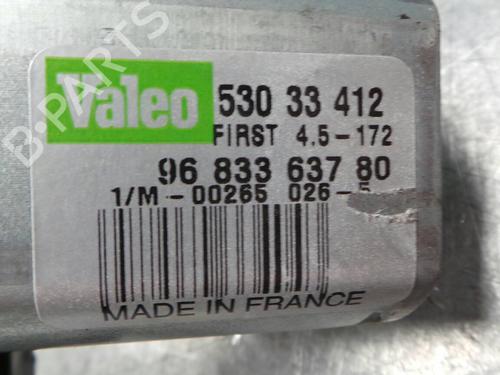 Valeo 530 33 412
FIRST 4.5-172
96 833 637 80
1/M-00265 026-5
MADE IN FRANCE
B-PARTS